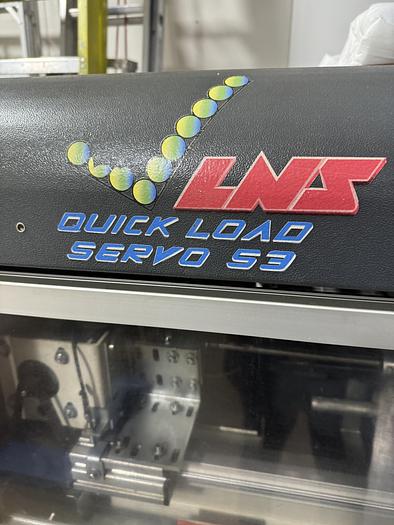 LNS
QUICK LOAD
SERVO S3